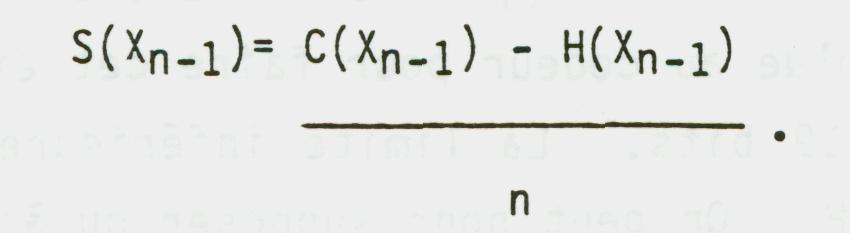 S(Xn-1)= C(Xn-1) - H(Xn-1)
.
n